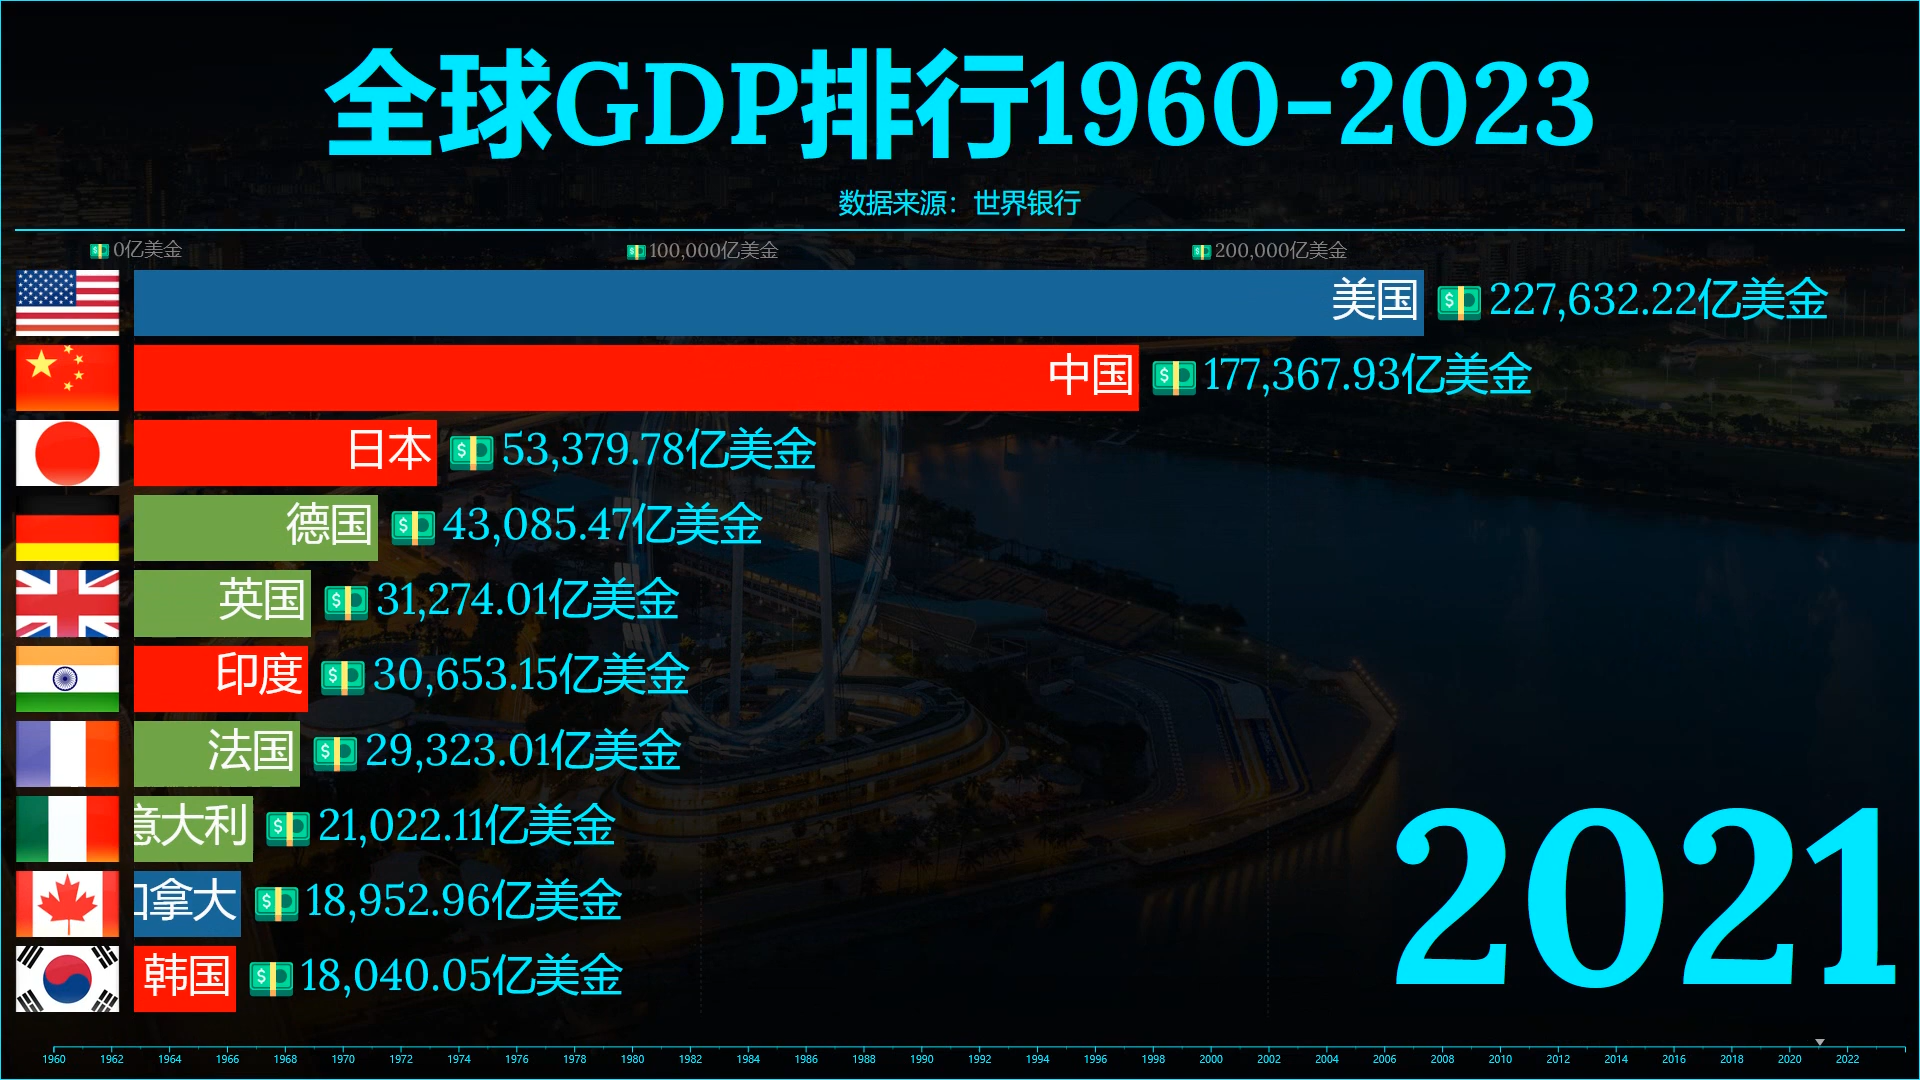 全球GDP排行1960-2023
数据来源：世界银行
0亿美金 100,000亿美金 200,000亿美金
美国 227,632.22亿美金
中国 177,367.93亿美金
日本 53,379.78亿美金
德国 43,085.47亿美金
英国 31,274.01亿美金
印度 30,653.15亿美金
法国 29,323.01亿美金
意大利 21,022.11亿美金
加拿大 18,952.96亿美金
韩国 18,040.05亿美金
2021
1960 1962 1964 1966 1968 1970 1972 1974 1976 1978 1980 1982 1984 1986 1988 1990 1992 1994 1996 1998 2000 2002 2004 2006 2008 2010 2012 2014 2016 2018 2020 2022